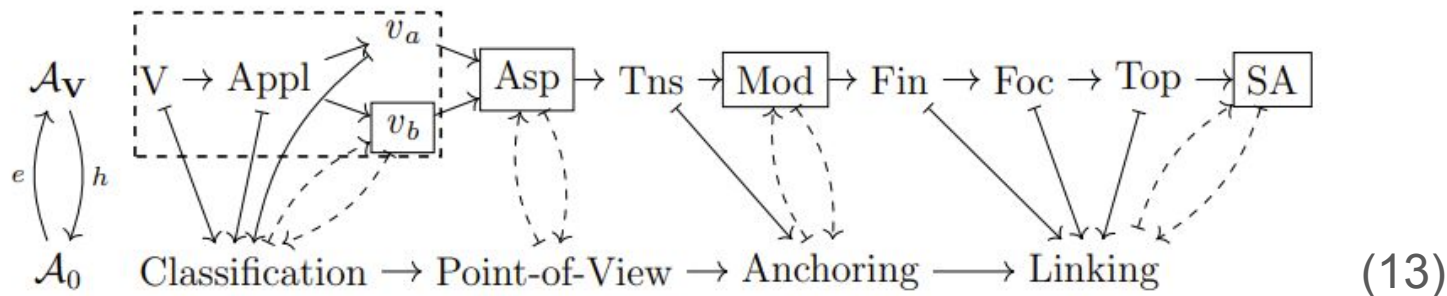 v_a
𝒜_V V → Appl Asp → Tns → Mod → Fin → Foc → Top → SA
v_b
e h
𝒜_0 Classification → Point-of-View → Anchoring → Linking (13)